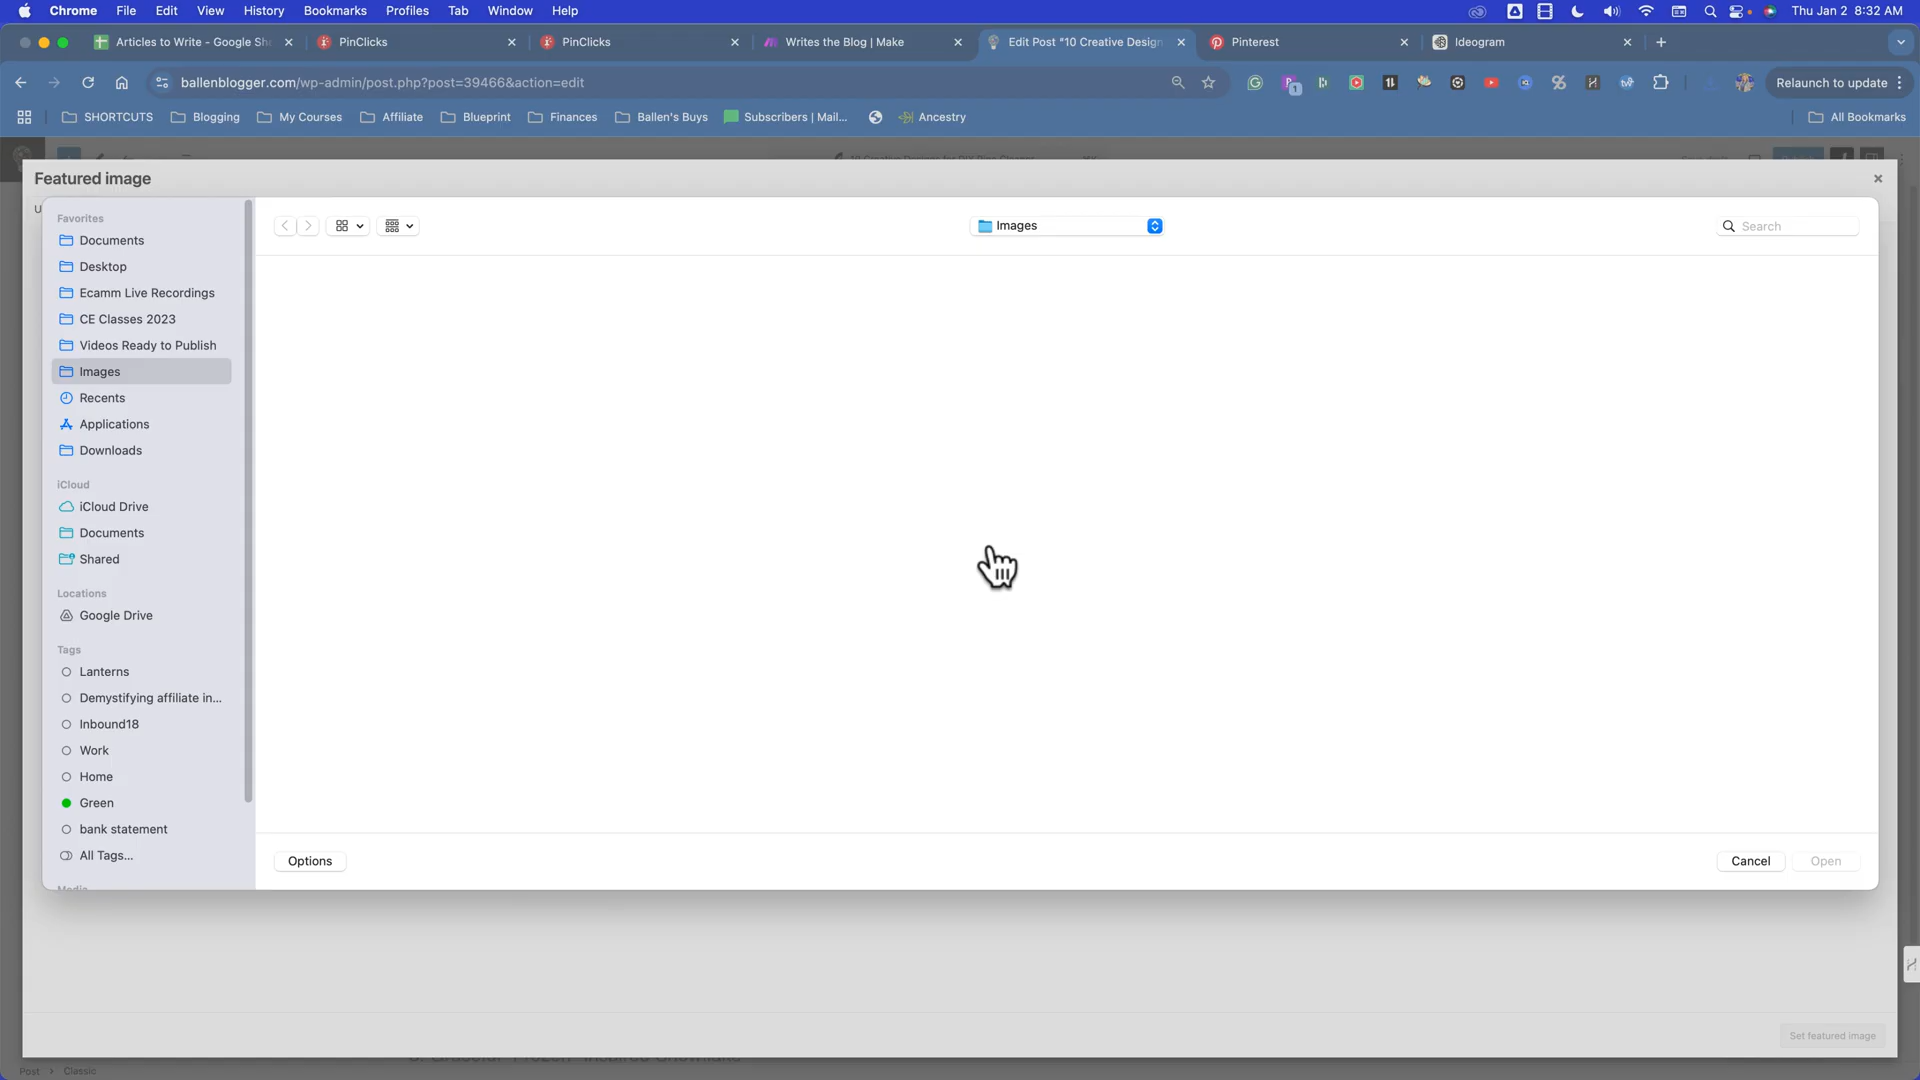 Chrome File Edit View History Bookmarks Profiles Tab Window Help Thu Jan 2 8:32 AM
Articles to Write - Google She PinClicks PinClicks Writes the Blog | Make Edit Post "10 Creative Design Pinterest Ideogram
ballenblogger.com/wp-admin/post.php?post=39466&action=edit 1 Relaunch to update
SHORTCUTS Blogging My Courses Affiliate Blueprint Finances Ballen's Buys Subscribers | Mail... Ancestry All Bookmarks
Featured image
Favorites
Images
Search
Documents
Desktop
Ecamm Live Recordings
CE Classes 2023
Videos Ready to Publish
Images
Recents
Applications
Downloads
iCloud
iCloud Drive
Documents
Shared
Locations
Google Drive
Tags
Lanterns
Demystifying affiliate in...
Inbound18
Work
Home
Green
bank statement
All Tags...
Media
Options Cancel Open
Set featured image
Post > Classic